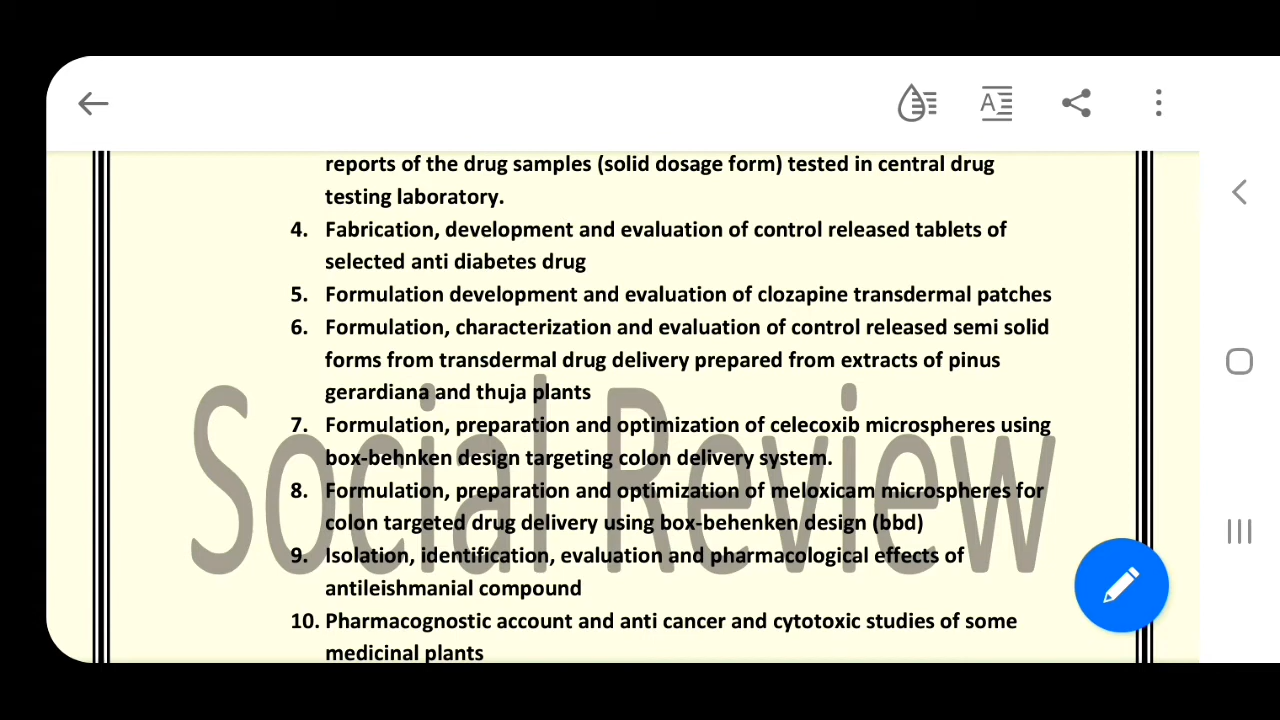 reports of the drug samples (solid dosage form) tested in central drug
testing laboratory.
4. Fabrication, development and evaluation of control released tablets of
selected anti diabetes drug
5. Formulation development and evaluation of clozapine transdermal patches
6. Formulation, characterization and evaluation of control released semi solid
forms from transdermal drug delivery prepared from extracts of pinus
gerardiana and thuja plants
7. Formulation, preparation and optimization of celecoxib microspheres using
box-behnken design targeting colon delivery system.
8. Formulation, preparation and optimization of meloxicam microspheres for
colon targeted drug delivery using box-behenken design (bbd)
9. Isolation, identification, evaluation and pharmacological effects of
antileishmanial compound
10. Pharmacognostic account and anti cancer and cytotoxic studies of some
medicinal plants
Social Review